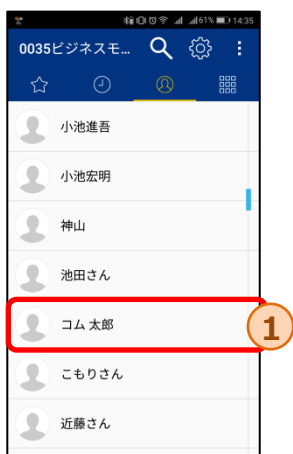 61% 14:35
0035ビジネスモ...
小池進吾
小池宏明
神山
池田さん
コム 太郎
1
こもりさん
近藤さん